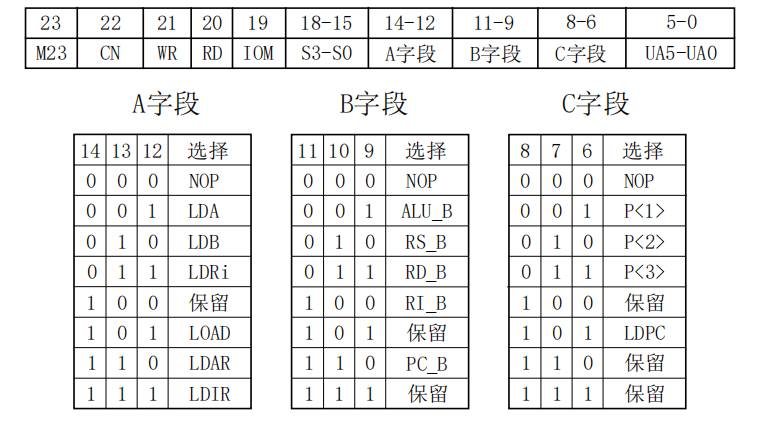 23 22 21 20 19 18-15 14-12 11-9 8-6 5-0
M23 CN WR RD IOM S3-S0 A字段 B字段 C字段 UA5-UA0
A字段 B字段 C字段
14 13 12 选择 11 10 9 选择 8 7 6 选择
0 0 0 NOP 0 0 0 NOP 0 0 0 NOP
0 0 1 LDA 0 0 1 ALU_B 0 0 1 P<1>
0 1 0 LDB 0 1 0 RS_B 0 1 0 P<2>
0 1 1 LDRi 0 1 1 RD_B 0 1 1 P<3>
1 0 0 保留 1 0 0 RI_B 1 0 0 保留
1 0 1 LOAD 1 0 1 保留 1 0 1 LDPC
1 1 0 LDAR 1 1 0 PC_B 1 1 0 保留
1 1 1 LDIR 1 1 1 保留 1 1 1 保留